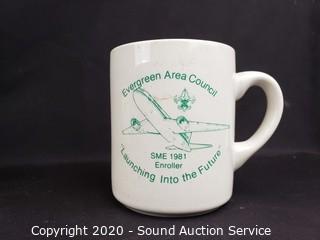 Evergreen Area Council
SME 1981
Enroller
"Launching Into the Future"
Copyright 2020 - Sound Auction Service